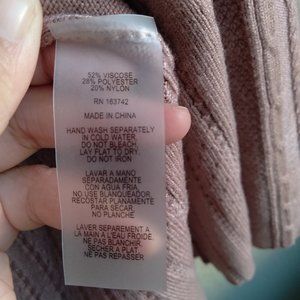 52% VISCOSE
28% POLYESTER
20% NYLON
RN 163742
MADE IN CHINA
HAND WASH SEPARATELY
IN COLD WATER.
DO NOT BLEACH,
LAY FLAT TO DRY.
DO NOT IRON
LAVAR A MANO
SEPARADAMENTE
CON AGUA FRIA.
NO USE BLANQUEADOR.
RECOSTAR PLANAMENTE
PARA SECAR
NO PLANCHE
LAVER SEPAREMENT A
LA MAIN A L'EAU FROIDE.
NE PAS BLANCHIR
SECHER A PLAT,
NE PAS REPASSER